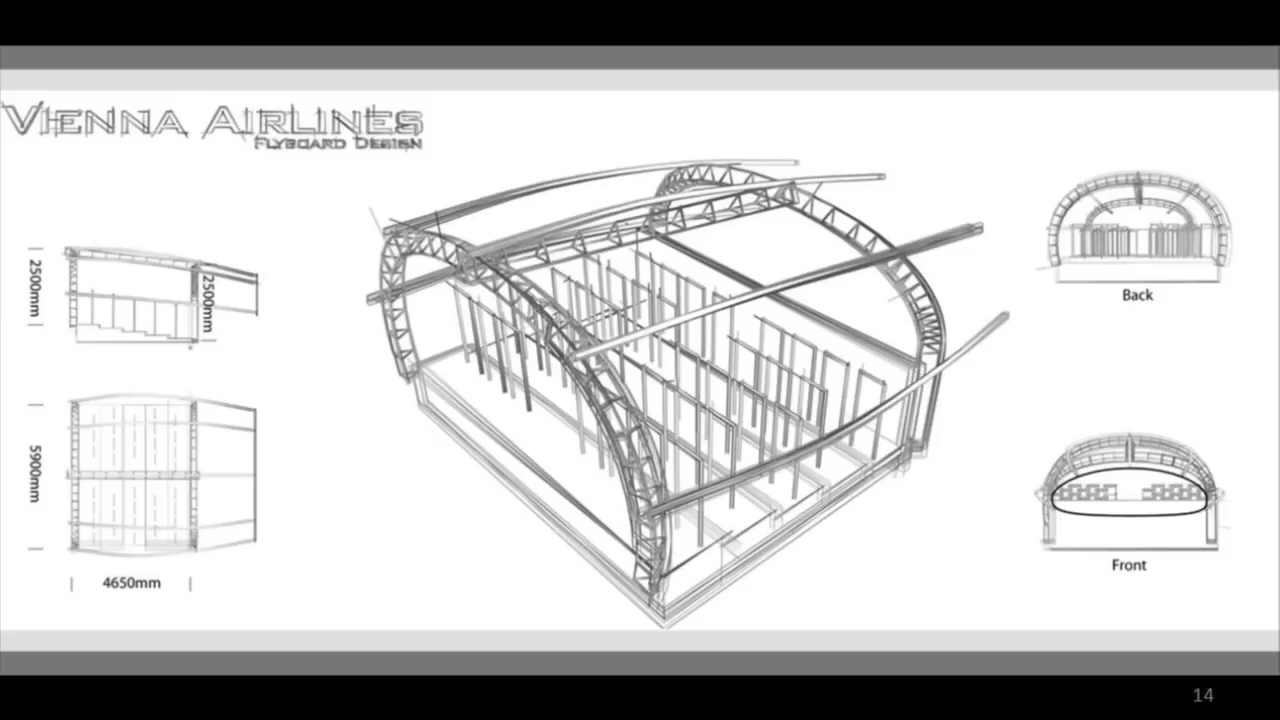 VIENNA AIRLINES
FLYBOARD DESIGN
2500mm
2500mm
5900mm
4650mm
Back
Front
14